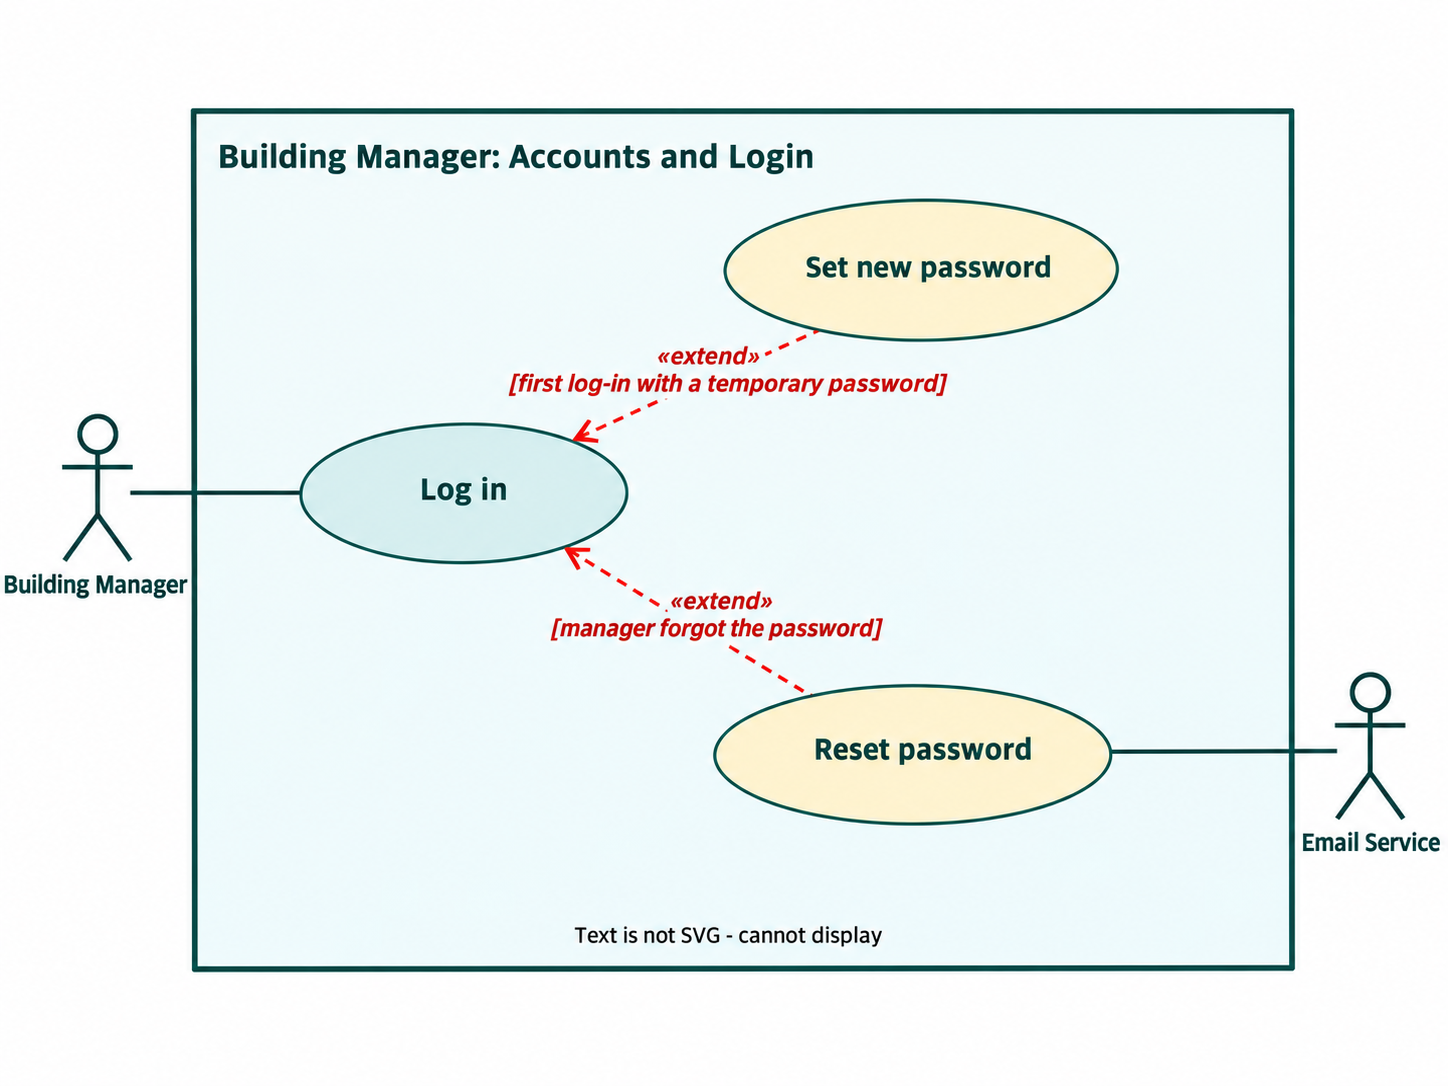 Building Manager: Accounts and Login
Set new password
«extend»
[first log-in with a temporary password]
Log in
Building Manager
«extend»
[manager forgot the password]
Reset password
Email Service
Text is not SVG - cannot display